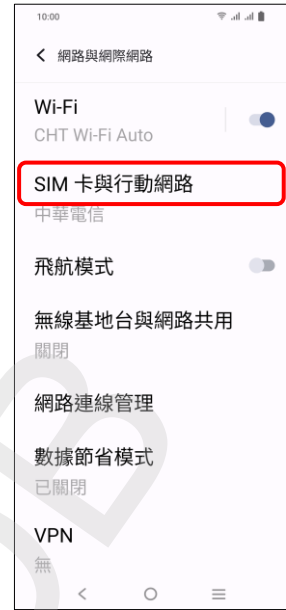 10:00
網路與網際網路
Wi-Fi
CHT Wi-Fi Auto
SIM 卡與行動網路
中華電信
飛航模式
無線基地台與網路共用
關閉
網路連線管理
數據節省模式
已關閉
VPN
無